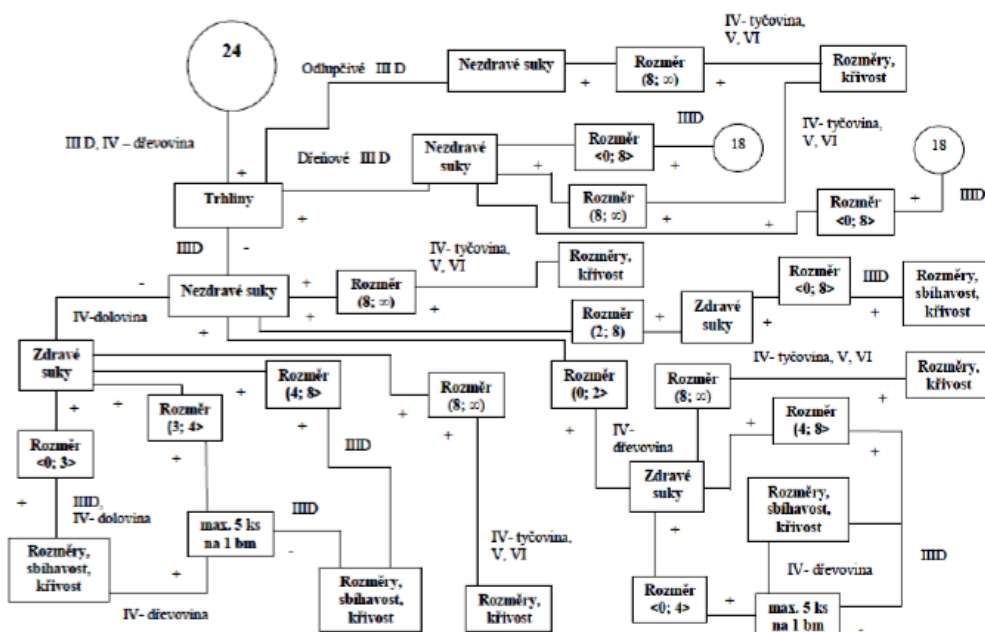 24
IV- tyčovina,
V, VI
Odlupčivé III D
Nezdravé suky
+
Rozměr
(8; ∞)
+
Rozměry,
křivost
III D, IV – dřevovina
+
Dřeňové III D
Nezdravé
suky
+
Rozměr
<0; 8>
IIID
+
18
IV- tyčovina,
V, VI
18
Trhliny
+
+
Rozměr
(8; ∞)
+
+
Rozměr
<0; 8>
+
IIID
IIID
-
IV- tyčovina,
V, VI
Rozměry,
křivost
-
Nezdravé suky
+
Rozměr
(8; ∞)
+
Rozměr
<0; 8>
IIID
+
Rozměry,
sbíhavost,
křivost
IV-dolovina
+
+
Rozměr
(2; 8)
+
Zdravé
suky
+
Zdravé
suky
+
+
Rozměr
(3; 4>
+
Rozměr
(4; 8>
+
+
Rozměr
(8; ∞)
+
Rozměr
(0; 2>
+
Rozměr
(8; ∞)
IV- tyčovina, V, VI
+
Rozměry,
křivost
Rozměr
<0; 3>
+
+
IIID
IV-
dřevovina
Zdravé
suky
+
+
Rozměr
(4; 8>
+
IIID,
IV- dolovina
max. 5 ks
na 1 bm
IIID
-
IV- tyčovina,
V, VI
Rozměry,
sbíhavost,
křivost
IIID
Rozměry,
sbíhavost,
křivost
+
IV- dřevovina
Rozměry,
sbíhavost,
křivost
Rozměry,
křivost
Rozměr
<0; 4>
+
IV- dřevovina
max. 5 ks
na 1 bm
-